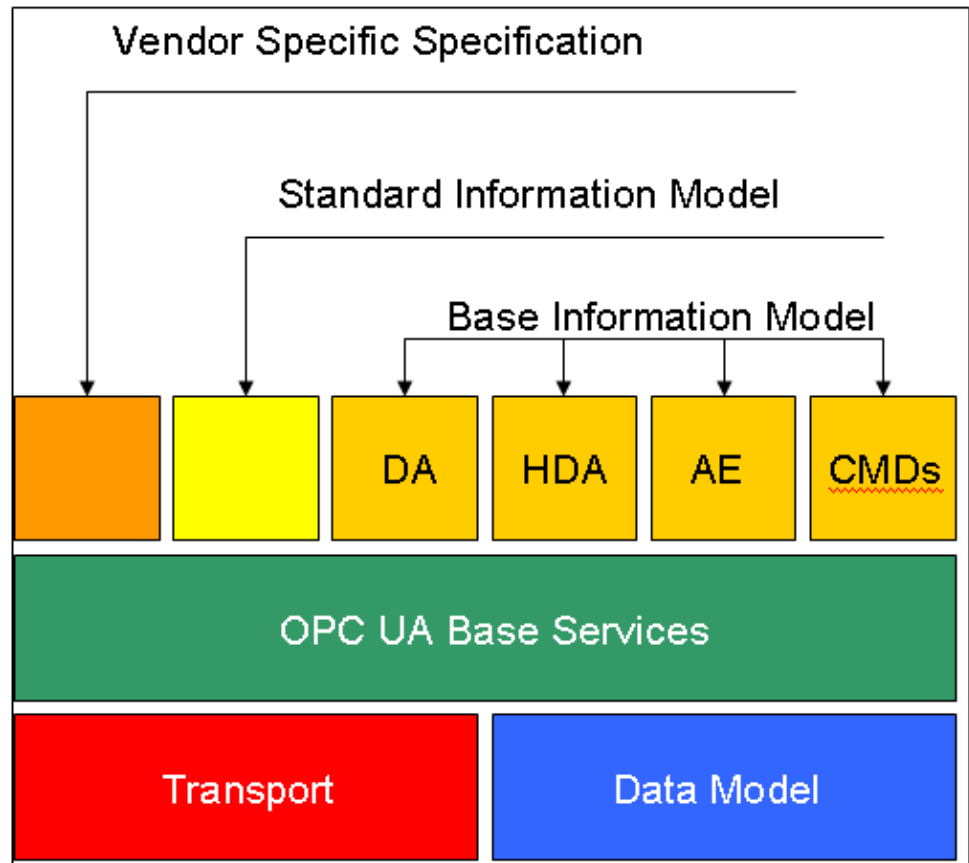 Vendor Specific Specification
Standard Information Model
Base Information Model
DA
HDA
AE
CMDs
OPC UA Base Services
Transport
Data Model